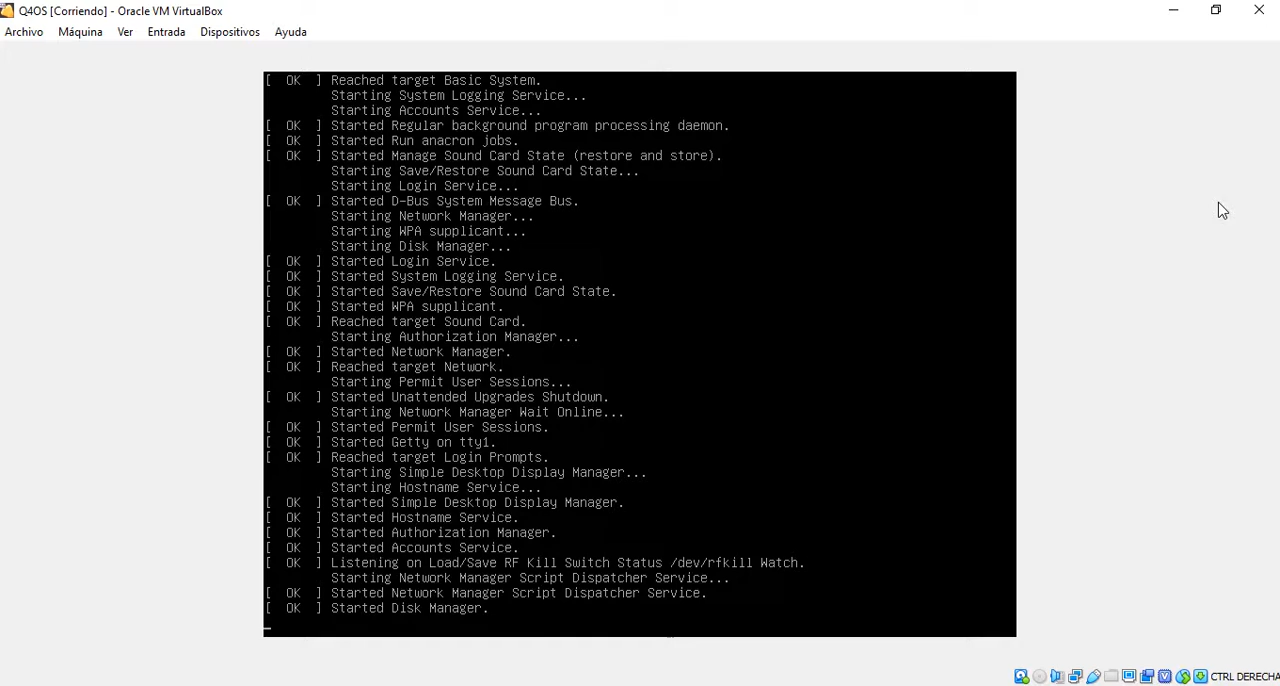 Q4OS [Corriendo] - Oracle VM VirtualBox
Archivo Máquina Ver Entrada Dispositivos Ayuda
[ OK ] Reached target Basic System.
Starting System Logging Service...
Starting Accounts Service...
[ OK ] Started Regular background program processing daemon.
[ OK ] Started Run anacron jobs.
[ OK ] Started Manage Sound Card State (restore and store).
Starting Save/Restore Sound Card State...
Starting Login Service...
[ OK ] Started D-Bus System Message Bus.
Starting Network Manager...
Starting WPA supplicant...
Starting Disk Manager...
[ OK ] Started Login Service.
[ OK ] Started System Logging Service.
[ OK ] Started Save/Restore Sound Card State.
[ OK ] Started WPA supplicant.
[ OK ] Reached target Sound Card.
Starting Authorization Manager...
[ OK ] Started Network Manager.
[ OK ] Reached target Network.
Starting Permit User Sessions...
[ OK ] Started Unattended Upgrades Shutdown.
Starting Network Manager Wait Online...
[ OK ] Started Permit User Sessions.
[ OK ] Started Getty on tty1.
[ OK ] Reached target Login Prompts.
Starting Simple Desktop Display Manager...
Starting Hostname Service...
[ OK ] Started Simple Desktop Display Manager.
[ OK ] Started Hostname Service.
[ OK ] Started Authorization Manager.
[ OK ] Started Accounts Service.
[ OK ] Listening on Load/Save RF Kill Switch Status /dev/rfkill Watch.
Starting Network Manager Script Dispatcher Service...
[ OK ] Started Network Manager Script Dispatcher Service.
[ OK ] Started Disk Manager.
CTRL DERECHA